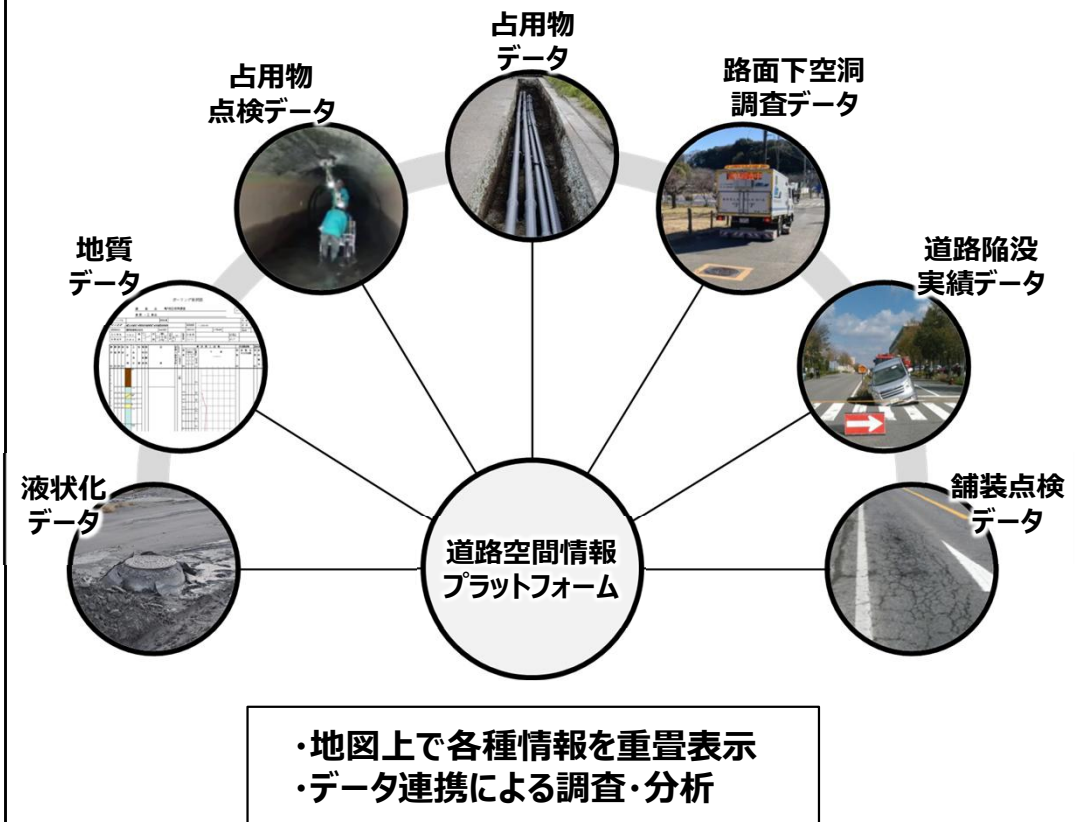 占用物
データ
占用物
点検データ
路面下空洞
調査データ
地質
データ
道路陥没
実績データ
液状化
データ
舗装点検
データ
道路空間情報
プラットフォーム
・地図上で各種情報を重畳表示
・データ連携による調査・分析